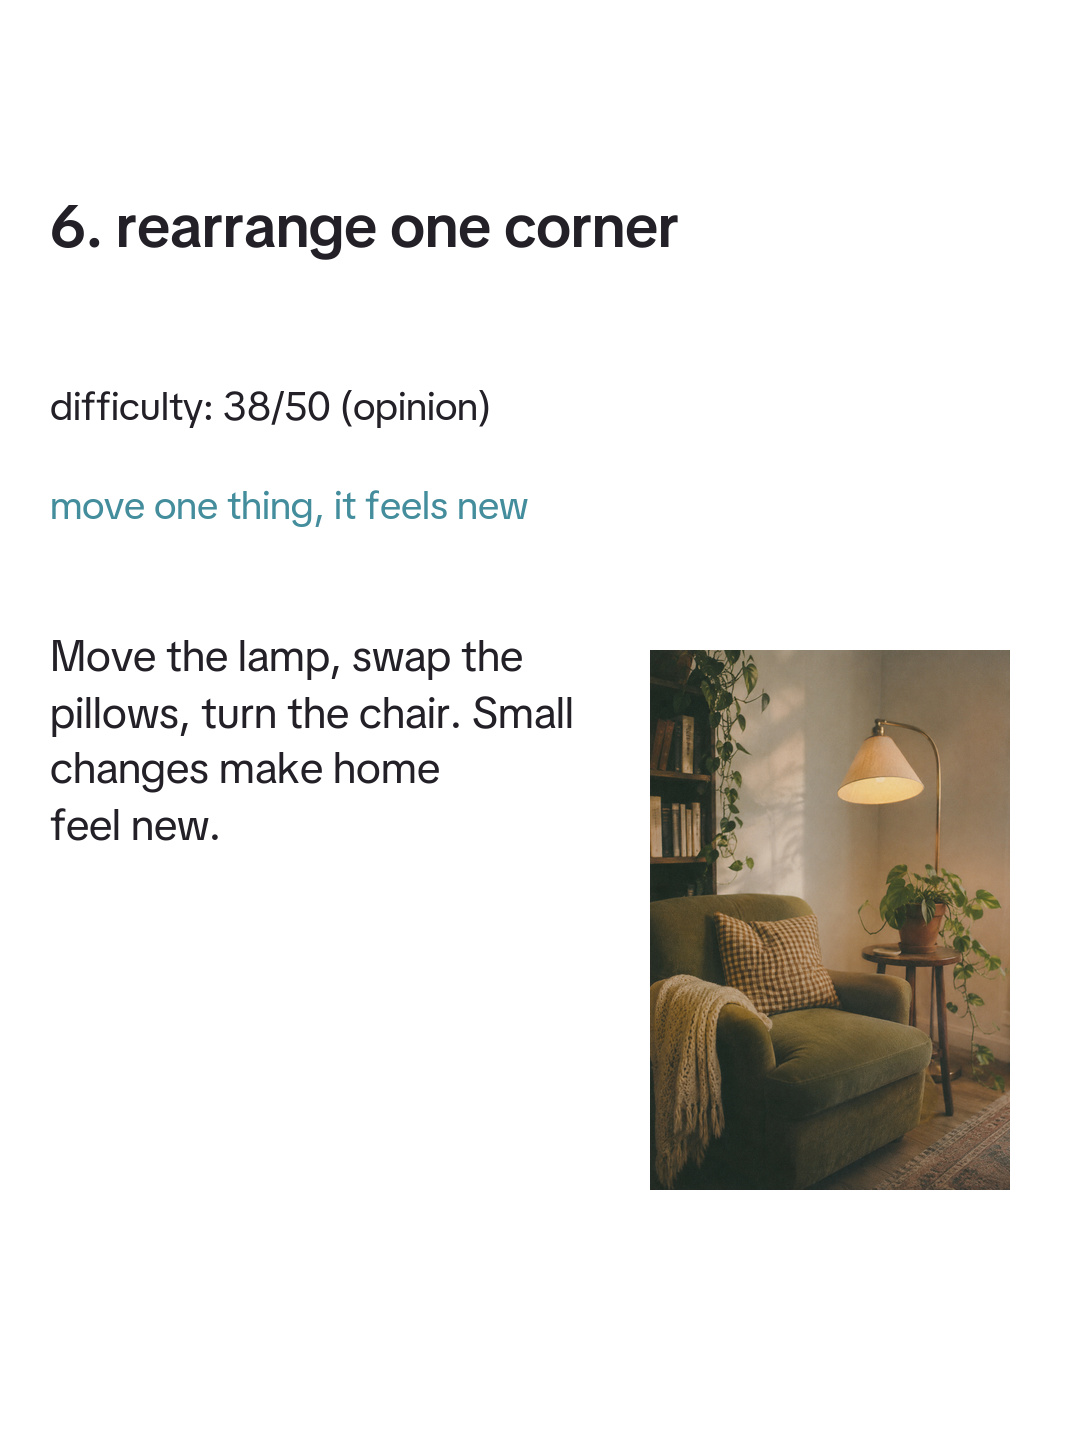 6. rearrange one corner
difficulty: 38/50 (opinion)
move one thing, it feels new
Move the lamp, swap the
pillows, turn the chair. Small
changes make home
feel new.